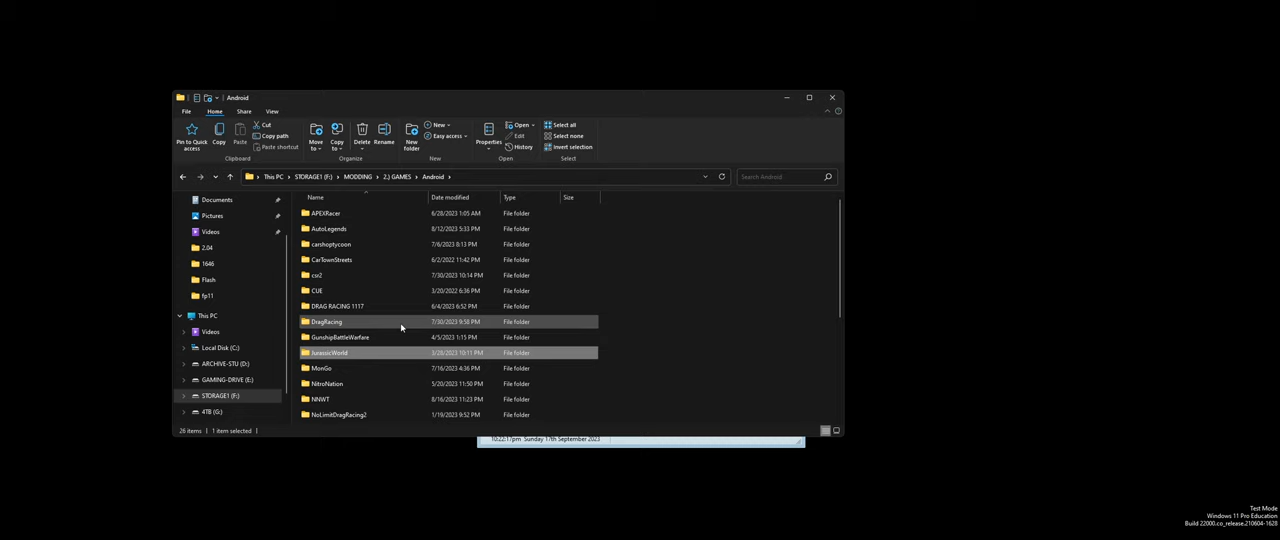 Android
File Home Share View
Pin to Quick access
Copy
Paste
Cut
Copy path
Paste shortcut
Clipboard
Move to
Copy to
Delete
Rename
Organize
New folder
New
Easy access
New
Properties
Open
Edit
History
Open
Select all
Select none
Invert selection
Select
This PC > STORAGE1 (F:) > MODDING > 2.) GAMES > Android >
Search Android
Documents
Pictures
Videos
2.04
1646
Flash
fp11
This PC
Videos
Local Disk (C:)
ARCHIVE-STU (D:)
GAMING-DRIVE (E:)
STORAGE1 (F:)
4TB (G:)
Name Date modified Type Size
APEXRacer 6/28/2023 1:05 AM File folder
AutoLegends 8/12/2023 5:33 PM File folder
carshoptycoon 7/6/2023 8:13 PM File folder
CarTownStreets 6/2/2022 11:42 PM File folder
csr2 7/30/2023 10:14 PM File folder
CUE 3/20/2022 6:36 PM File folder
DRAG RACING 1117 6/4/2023 6:52 PM File folder
DragRacing 7/30/2023 9:58 PM File folder
GunshipBattleWarfare 4/5/2023 1:15 PM File folder
JurassicWorld 3/28/2023 10:11 PM File folder
MonGo 7/16/2023 4:36 PM File folder
NitroNation 5/20/2023 11:50 PM File folder
NNWT 8/16/2023 11:23 PM File folder
NoLimitDragRacing2 1/19/2023 9:52 PM File folder
26 items 1 item selected
10:22:17pm Sunday 17th September 2023
Test Mode
Windows 11 Pro Education
Build 22000.co_release.210604-1628